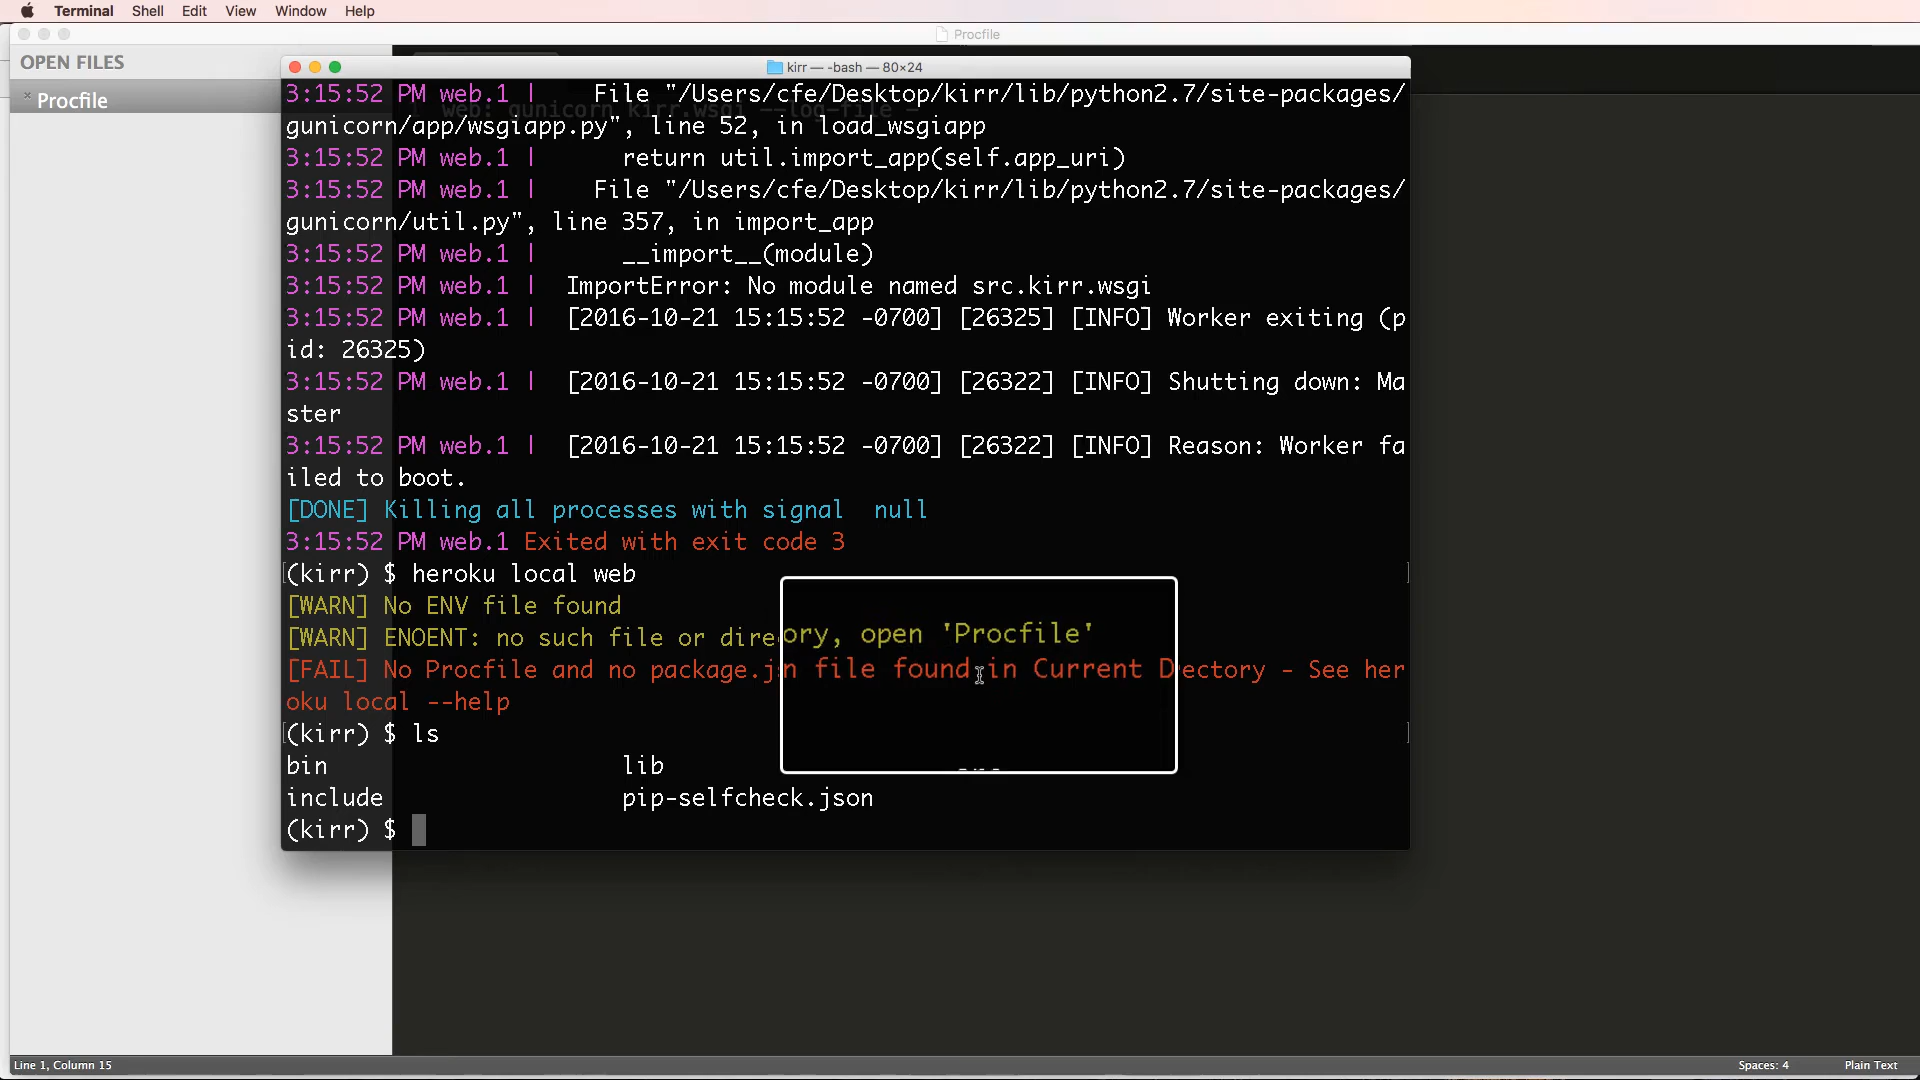 Terminal Shell Edit View Window Help
Procfile
OPEN FILES
× Procfile
kirr — -bash — 80×24
web: gunicorn kirr.wsgi --log-file -
3:15:52 PM web.1 |    File "/Users/cfe/Desktop/kirr/lib/python2.7/site-packages/
gunicorn/app/wsgiapp.py", line 52, in load_wsgiapp
3:15:52 PM web.1 |      return util.import_app(self.app_uri)
3:15:52 PM web.1 |    File "/Users/cfe/Desktop/kirr/lib/python2.7/site-packages/
gunicorn/util.py", line 357, in import_app
3:15:52 PM web.1 |      __import__(module)
3:15:52 PM web.1 |  ImportError: No module named src.kirr.wsgi
3:15:52 PM web.1 |  [2016-10-21 15:15:52 -0700] [26325] [INFO] Worker exiting (p
id: 26325)
3:15:52 PM web.1 |  [2016-10-21 15:15:52 -0700] [26322] [INFO] Shutting down: Ma
ster
3:15:52 PM web.1 |  [2016-10-21 15:15:52 -0700] [26322] [INFO] Reason: Worker fa
iled to boot.
[DONE] Killing all processes with signal  null
3:15:52 PM web.1 Exited with exit code 3
(kirr) $ heroku local web
[WARN] No ENV file found
[WARN] ENOENT: no such file or direcory, open 'Procfile'
[FAIL] No Procfile and no package.jsn file found in Current Drectory - See her
oku local --help
(kirr) $ ls
bin lib
include pip-selfcheck.json
(kirr) $
Line 1, Column 15
Spaces: 4
Plain Text